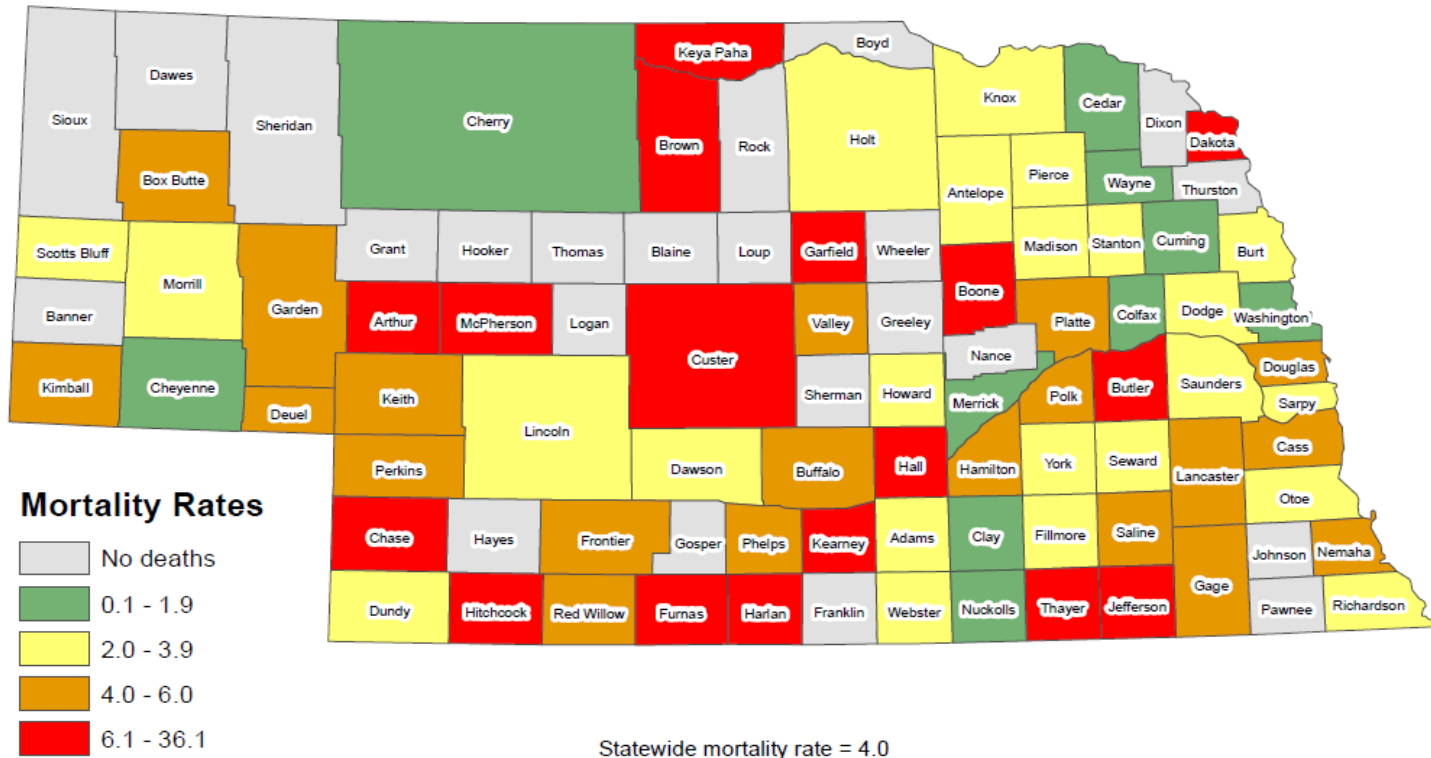 Keya Paha
Boyd
Dawes
Knox
Cedar
Sioux
Sheridan
Cherry
Dixon
Dakota
Brown
Rock
Holt
Box Butte
Antelope
Pierce
Wayne
Thurston
Scotts Bluff
Grant
Hooker
Thomas
Blaine
Loup
Garfield
Wheeler
Madison
Stanton
Cuming
Burt
Morrill
Boone
Garden
Banner
Arthur
McPherson
Logan
Valley
Greeley
Platte
Colfax
Dodge
Washington
Custer
Nance
Kimball
Cheyenne
Deuel
Keith
Sherman
Howard
Merrick
Polk
Butler
Saunders
Douglas
Sarpy
Lincoln
Perkins
Dawson
Buffalo
Hall
Hamilton
York
Seward
Lancaster
Cass
Otoe
Chase
Hayes
Frontier
Gosper
Phelps
Kearney
Adams
Clay
Fillmore
Saline
Johnson
Nemaha
Gage
Dundy
Hitchcock
Red Willow
Furnas
Harlan
Franklin
Webster
Nuckolls
Thayer
Jefferson
Pawnee
Richardson
Mortality Rates
No deaths
0.1 - 1.9
2.0 - 3.9
4.0 - 6.0
6.1 - 36.1
Statewide mortality rate = 4.0